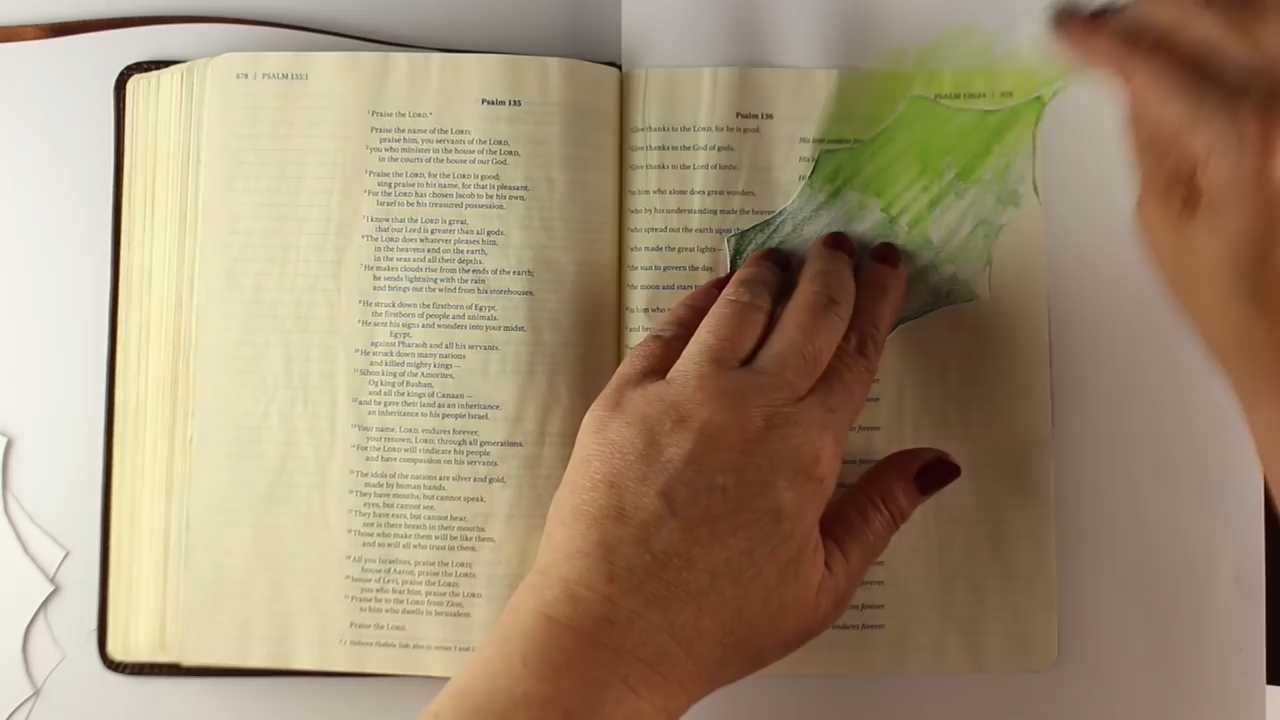 678 | PSALM 135:1
Psalm 135
1 Praise the LORD.a
Praise the name of the LORD;
praise him, you servants of the LORD,
2 you who minister in the house of the LORD,
in the courts of the house of our God.
3 Praise the LORD, for the LORD is good;
sing praise to his name, for that is pleasant.
4 For the LORD has chosen Jacob to be his own,
Israel to be his treasured possession.
5 I know that the LORD is great,
that our Lord is greater than all gods.
6 The LORD does whatever pleases him,
in the heavens and on the earth,
in the seas and all their depths.
7 He makes clouds rise from the ends of the earth;
he sends lightning with the rain
and brings out the wind from his storehouses.
8 He struck down the firstborn of Egypt,
the firstborn of people and animals.
9 He sent his signs and wonders into your midst,
Egypt,
against Pharaoh and all his servants.
10 He struck down many nations
and killed mighty kings—
11 Sihon king of the Amorites,
Og king of Bashan,
and all the kings of Canaan—
12 and he gave their land as an inheritance,
an inheritance to his people Israel.
13 Your name, LORD, endures forever,
your renown, LORD, through all generations.
14 For the LORD will vindicate his people
and have compassion on his servants.
15 The idols of the nations are silver and gold,
made by human hands.
16 They have mouths, but cannot speak,
eyes, but cannot see.
17 They have ears, but cannot hear,
nor is there breath in their mouths.
18 Those who make them will be like them,
and so will all who trust in them.
19 All you Israelites, praise the LORD;
house of Aaron, praise the LORD;
20 house of Levi, praise the LORD;
you who fear him, praise the LORD.
21 Praise be to the LORD from Zion,
to him who dwells in Jerusalem.
Praise the LORD.
PSALM
Psalm 136
1 Give thanks to the LORD, for he is good.
His love
Give thanks to the God of gods.
His
Give thanks to the Lord of lords:
His
to him who alone does great wonders,
who by his understanding made the heavens
who spread out the earth upon the
who made the great lights—
the sun to govern the day,
the moon and stars to
to him who
and
forever.
forever.
endures forever